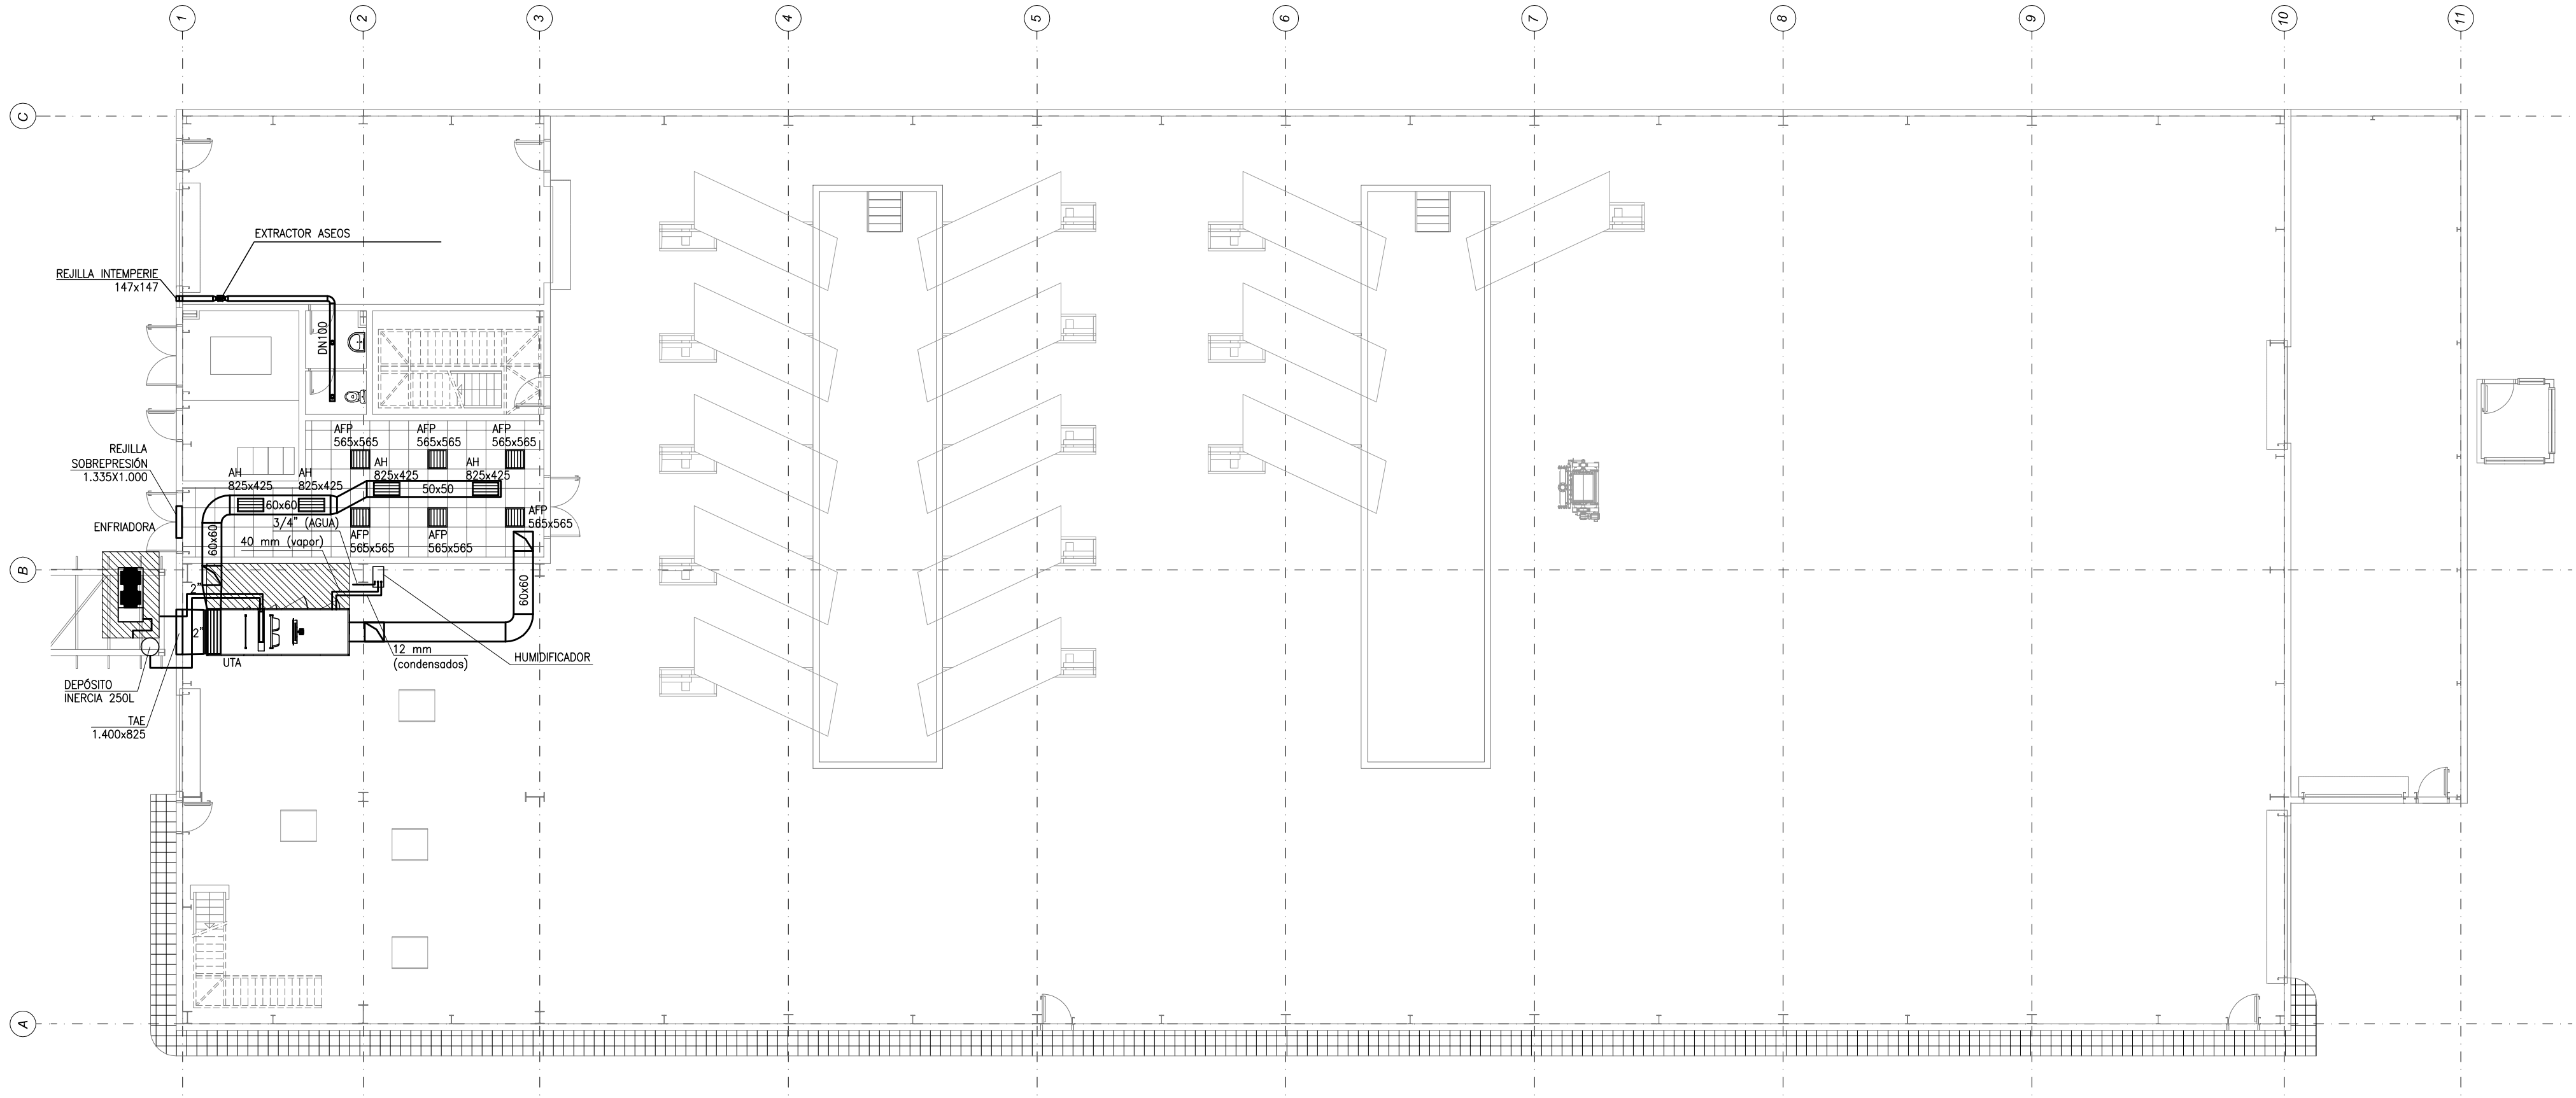 1
2
3
4
5
6
7
8
9
10
11
C
EXTRACTOR ASEOS
REJILLA INTEMPERIE
147x147
DN100
AFP
565x565
AFP
565x565
AFP
565x565
REJILLA
SOBREPRESIÓN
1.335X1.000
AH
825x425
AH
825x425
AH
825x425
AH
825x425
50x50
60x60
60x60
3/4" (AGUA)
40 mm (vapor)
AFP
565x565
AFP
565x565
AFP
565x565
ENFRIADORA
B
60x60
2"
2"
UTA
12 mm
(condensados)
HUMIDIFICADOR
DEPÓSITO
INERCIA 250L
TAE
1.400x825
A